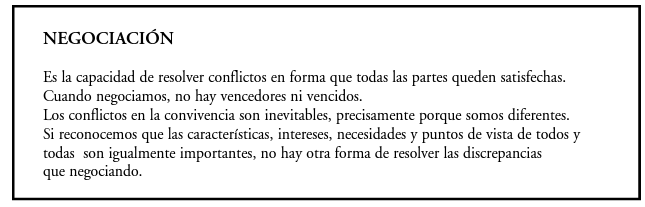 NEGOCIACIÓN
Es la capacidad de resolver conflictos en forma que todas las partes queden satisfechas.
Cuando negociamos, no hay vencedores ni vencidos.
Los conflictos en la convivencia son inevitables, precisamente porque somos diferentes.
Si reconocemos que las características, intereses, necesidades y puntos de vista de todos y
todas  son igualmente importantes, no hay otra forma de resolver las discrepancias
que negociando.